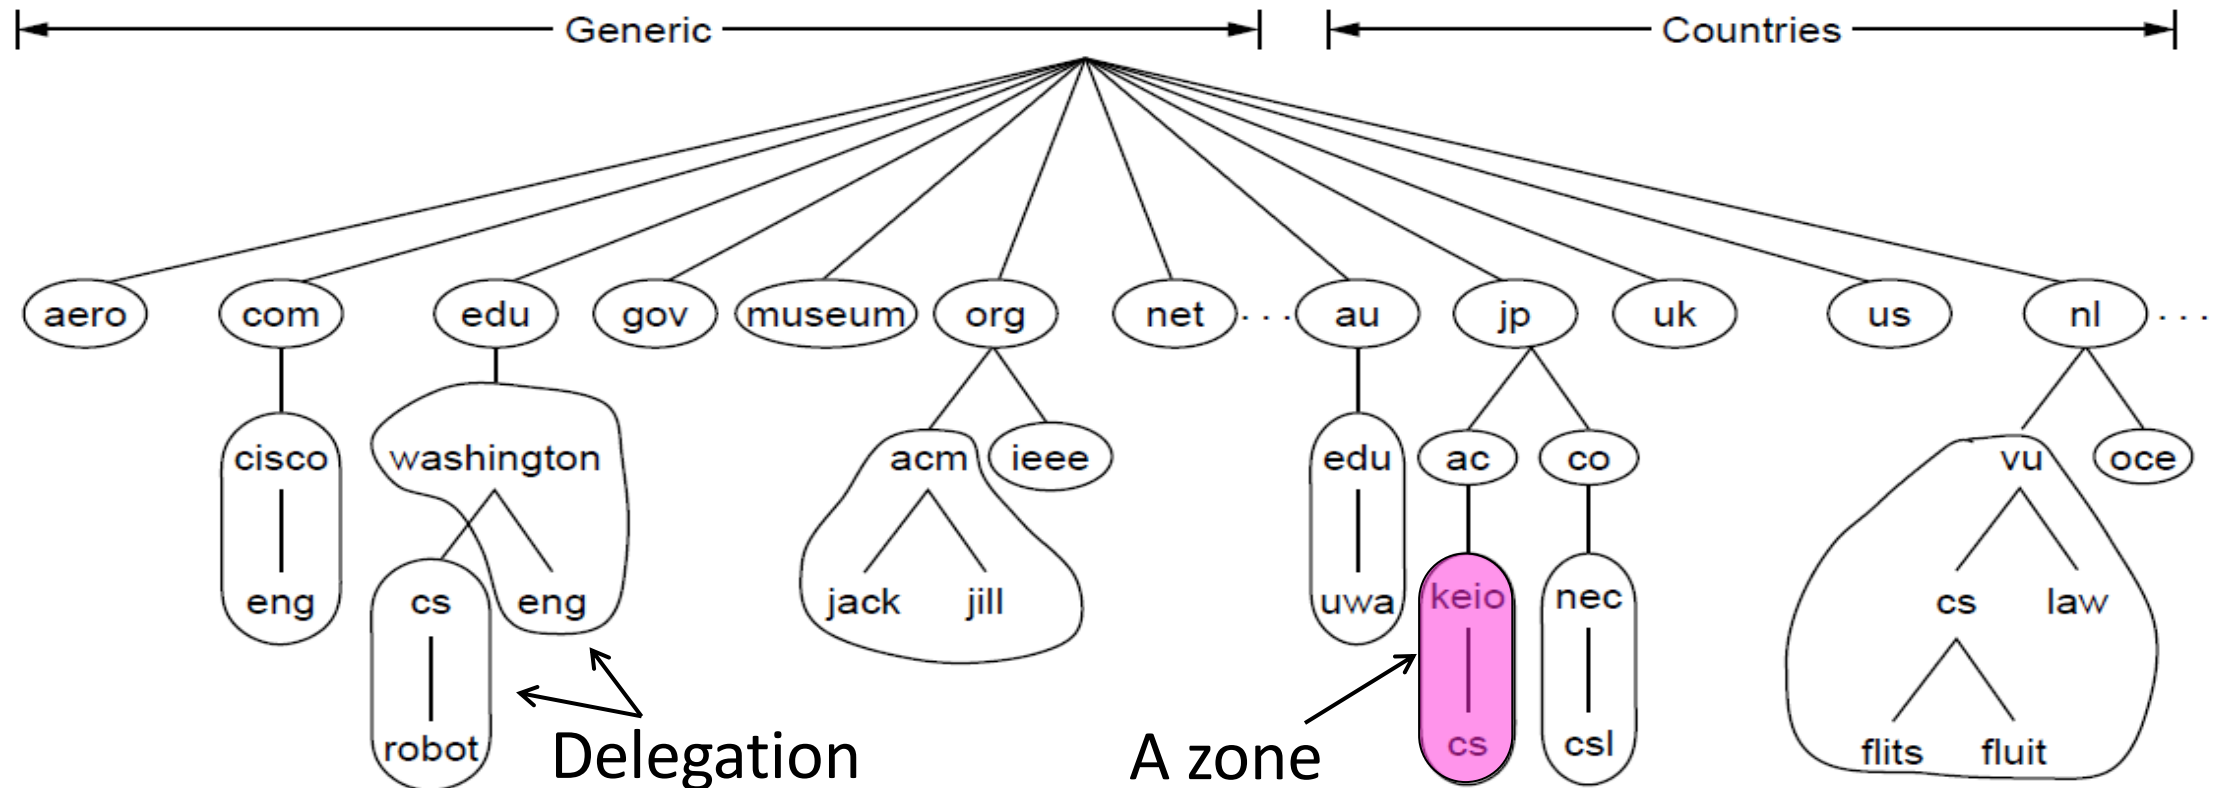 Generic Countries
aero com edu gov museum org net ... au jp uk us nl ...
cisco washington acm ieee edu ac co vu oce
eng cs eng jack jill uwa keio nec cs law
robot Delegation A zone cs csl flits fluit